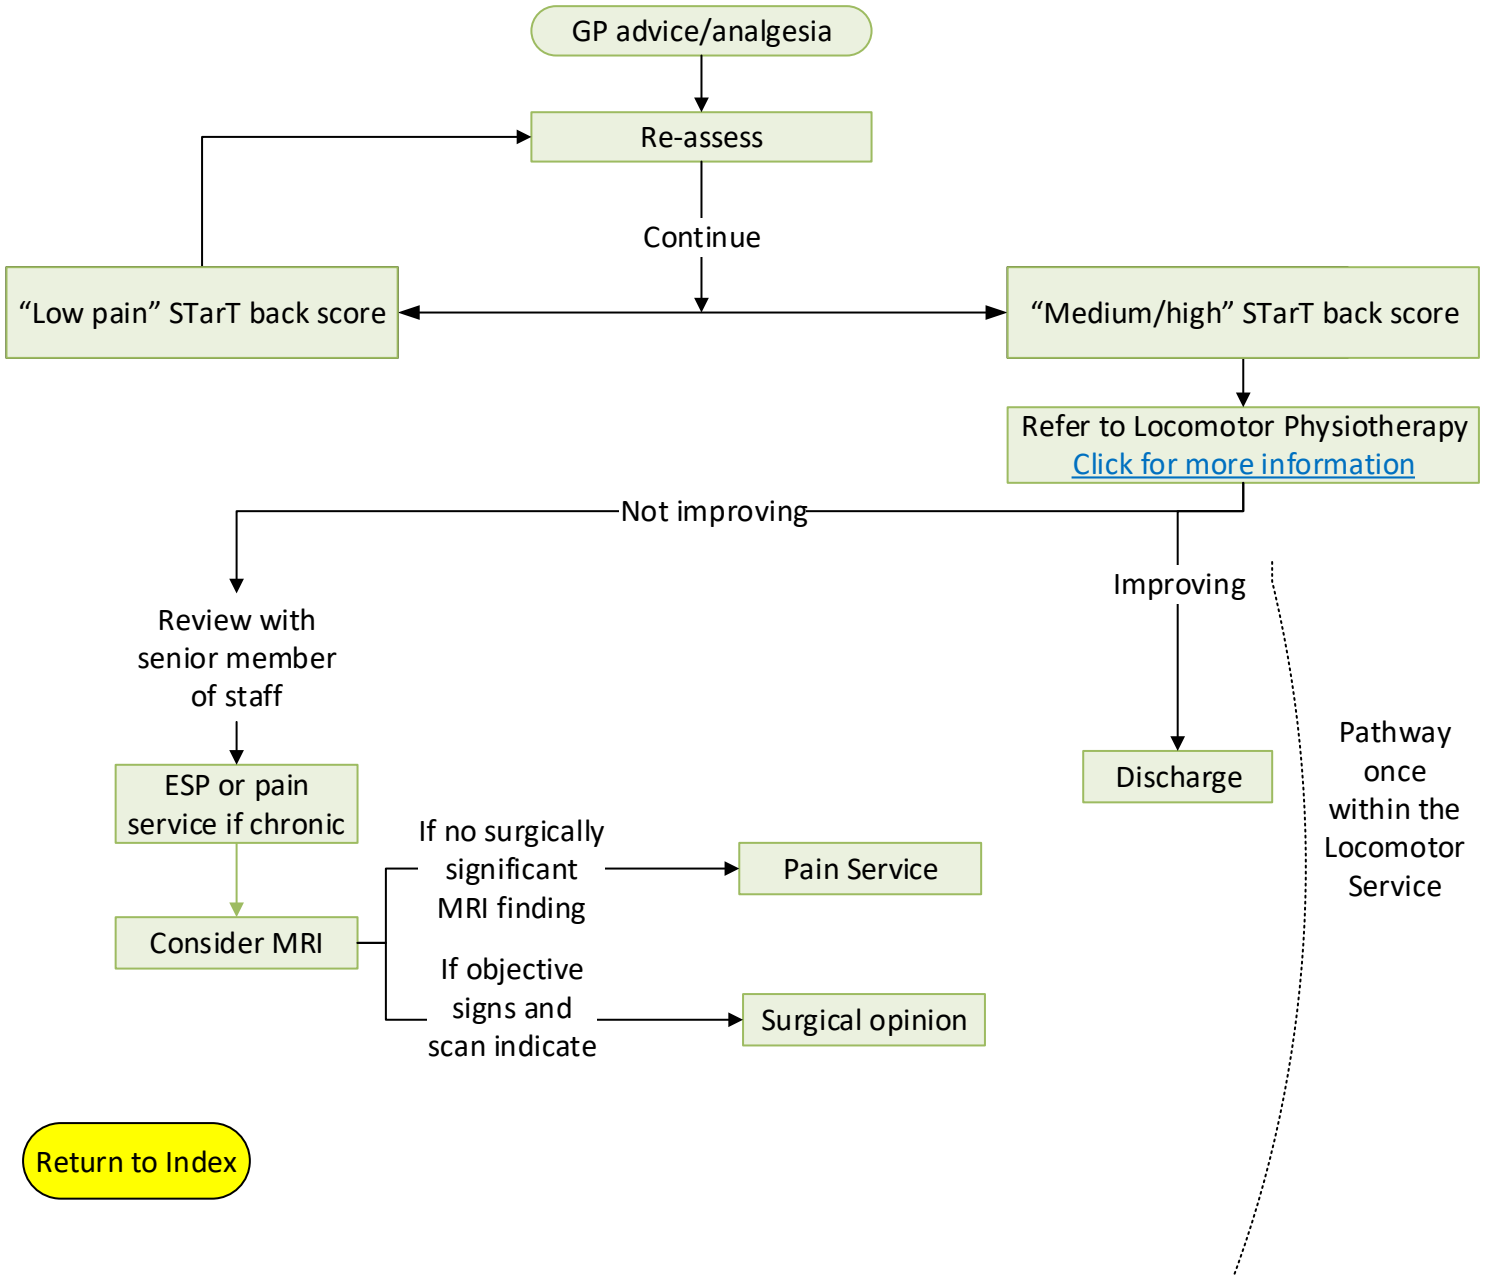 GP advice/analgesia
Re-assess
Continue
“Low pain” STarT back score
“Medium/high” STarT back score
Refer to Locomotor Physiotherapy
Click for more information
Not improving
Improving
Review with
senior member
of staff
ESP or pain
service if chronic
Discharge
Pathway
once
within the
Locomotor
Service
If no surgically
significant
MRI finding
Pain Service
Consider MRI
If objective
signs and
scan indicate
Surgical opinion
Return to Index